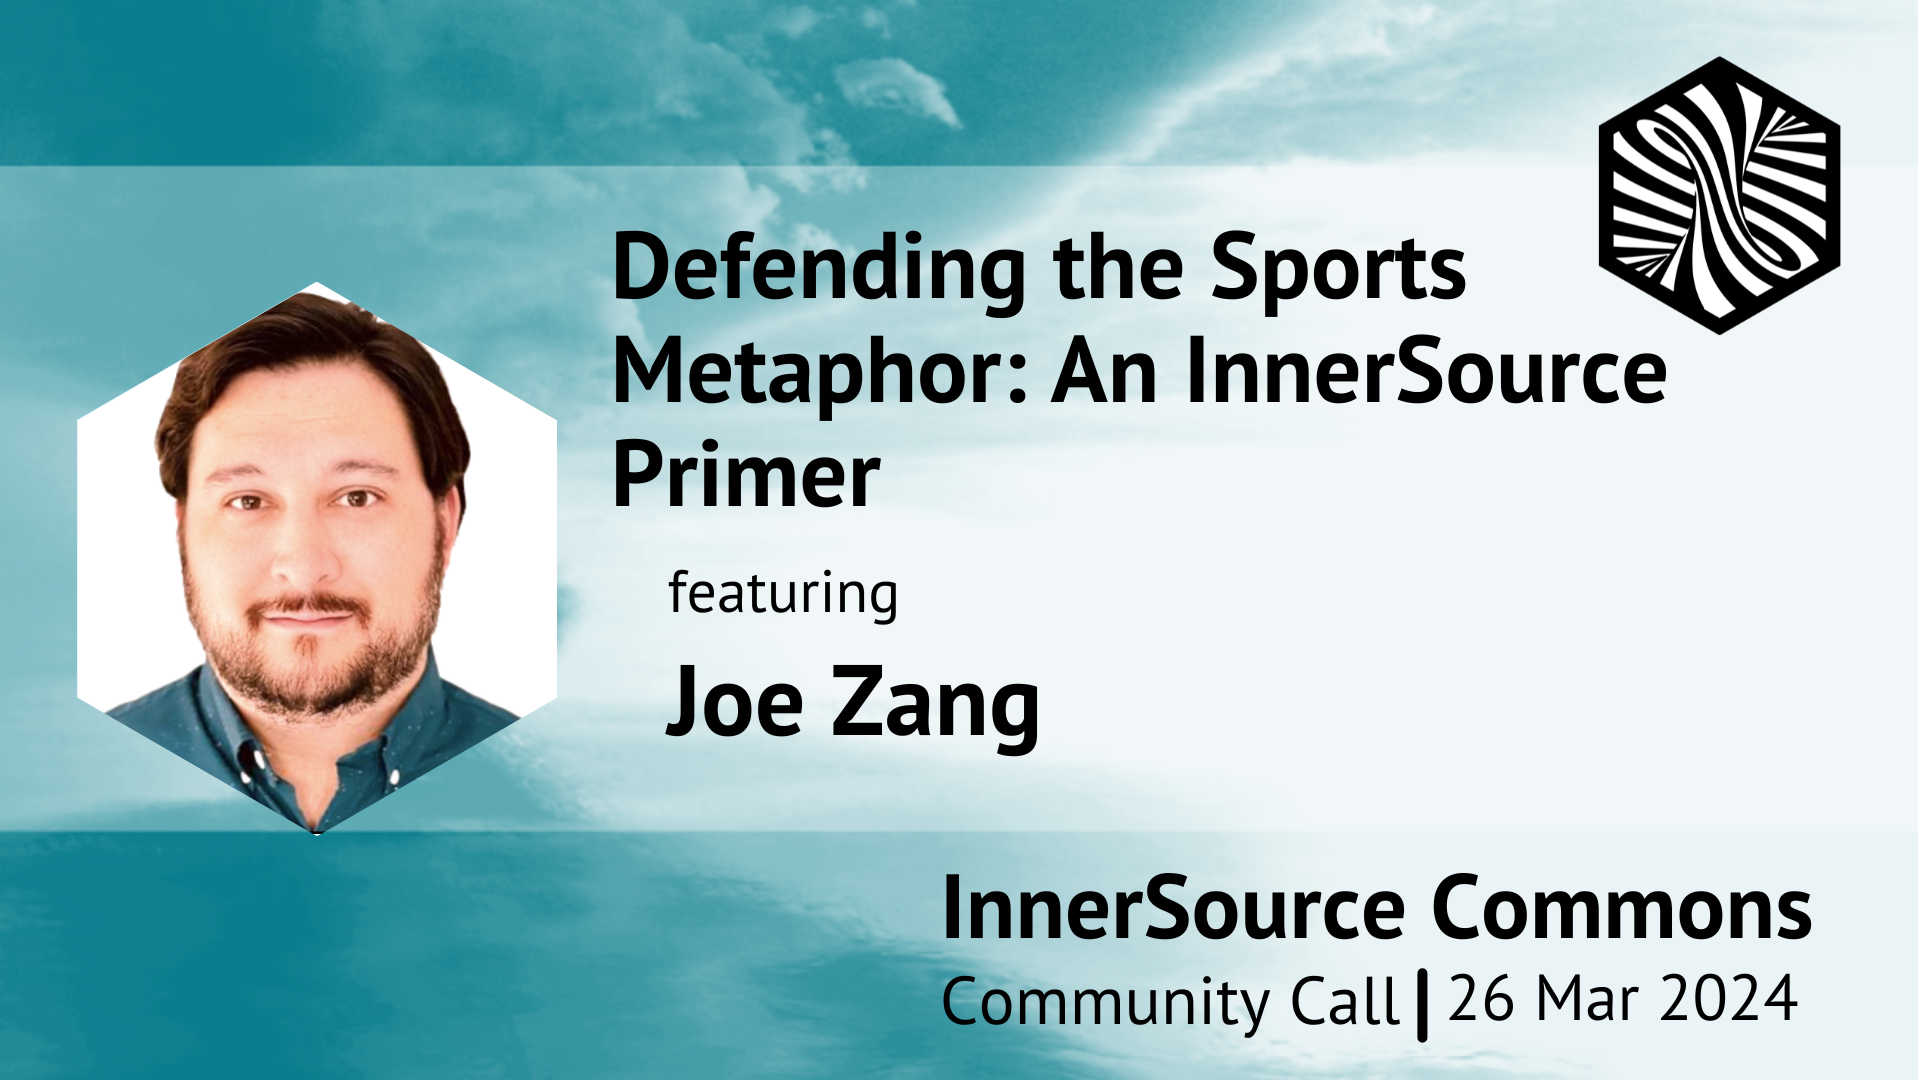 Defending the Sports
Metaphor: An InnerSource
Primer
featuring
Joe Zang
InnerSource Commons
Community Call | 26 Mar 2024